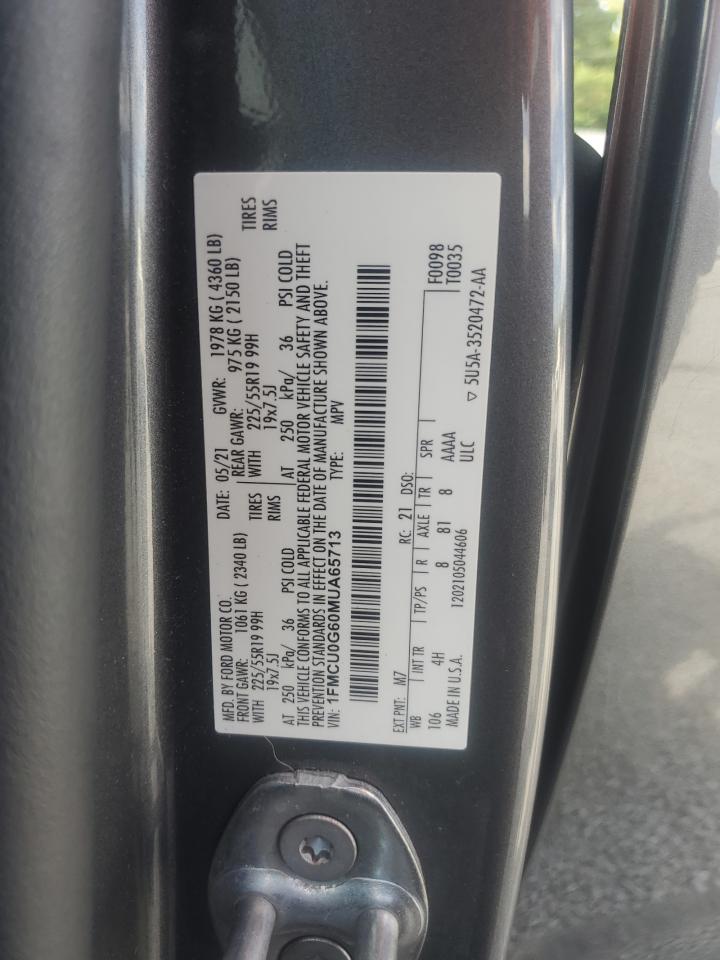 MFD. BY FORD MOTOR CO.
DATE: 05/21 GVWR: 1978 KG ( 4360 LB)
FRONT GAWR: 1061 KG ( 2340 LB) REAR GAWR: 975 KG ( 2150 LB)
WITH 225/55R19 99H TIRES WITH 225/55R19 99H TIRES
19x7.5J RIMS 19x7.5J RIMS
AT 250 kPa/ 36 PSI COLD AT 250 kPa/ 36 PSI COLD
THIS VEHICLE CONFORMS TO ALL APPLICABLE FEDERAL MOTOR VEHICLE SAFETY AND THEFT
PREVENTION STANDARDS IN EFFECT ON THE DATE OF MANUFACTURE SHOWN ABOVE.
VIN: 1FMCU0G60MUA65713 TYPE: MPV
EXT PNT: M7 RC: 21 DSO: F0098
WB INT TR TP/PS R AXLE TR SPR T0035
106 4H 8 81 8 AAAA
ULC
MADE IN U.S.A. 1202105044606 ▽ 5U5A-3520472-AA